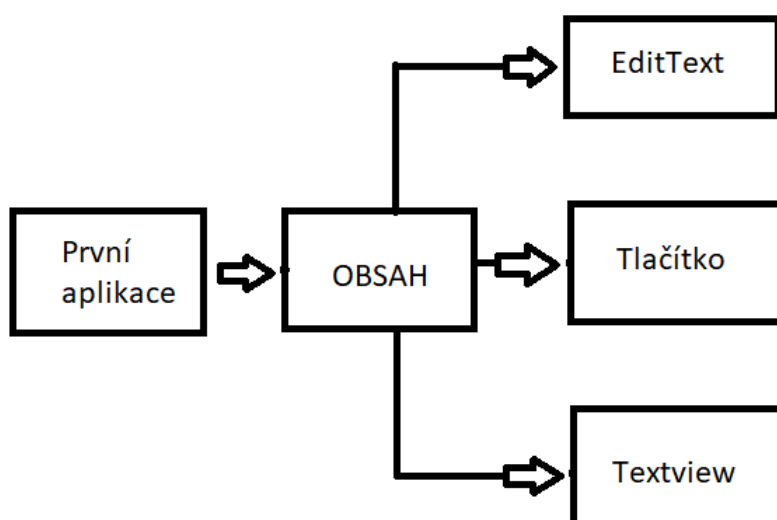 První
aplikace
OBSAH
EditText
Tlačítko
Textview